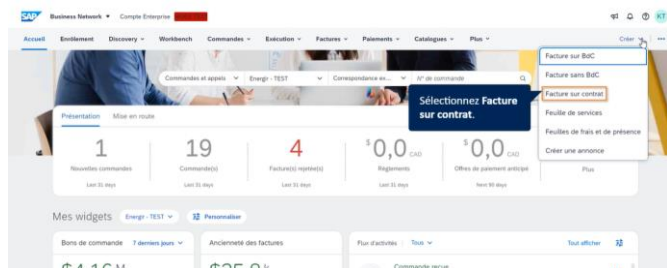 SAP Business Network Compte Enterprise
KT
Accueil Enrôlement Discovery Workbench Commandes Exécution Factures Paiements Catalogues Plus Créer
Commandes et appels Energir - TEST Correspondance ex... N° de commande
Facture sur BdC
Facture sans BdC
Facture sur contrat
Feuille de services
Feuilles de frais et de présence
Créer une annonce
Sélectionnez Facture
sur contrat.
Présentation Mise en route
1 19 4 $ 0,0 CAD $ 0,0 CAD
Nouvelles commandes Commande(s) Facture(s) rejetée(s) Règlements Offres de paiement anticipé Plus
Last 31 days Last 31 days Last 31 days Last 31 days Next 90 days
Mes widgets Energir - TEST Personnaliser
Bons de commande 7 derniers jours Ancienneté des factures Flux d'activités Tous Tout afficher
Commande reçue